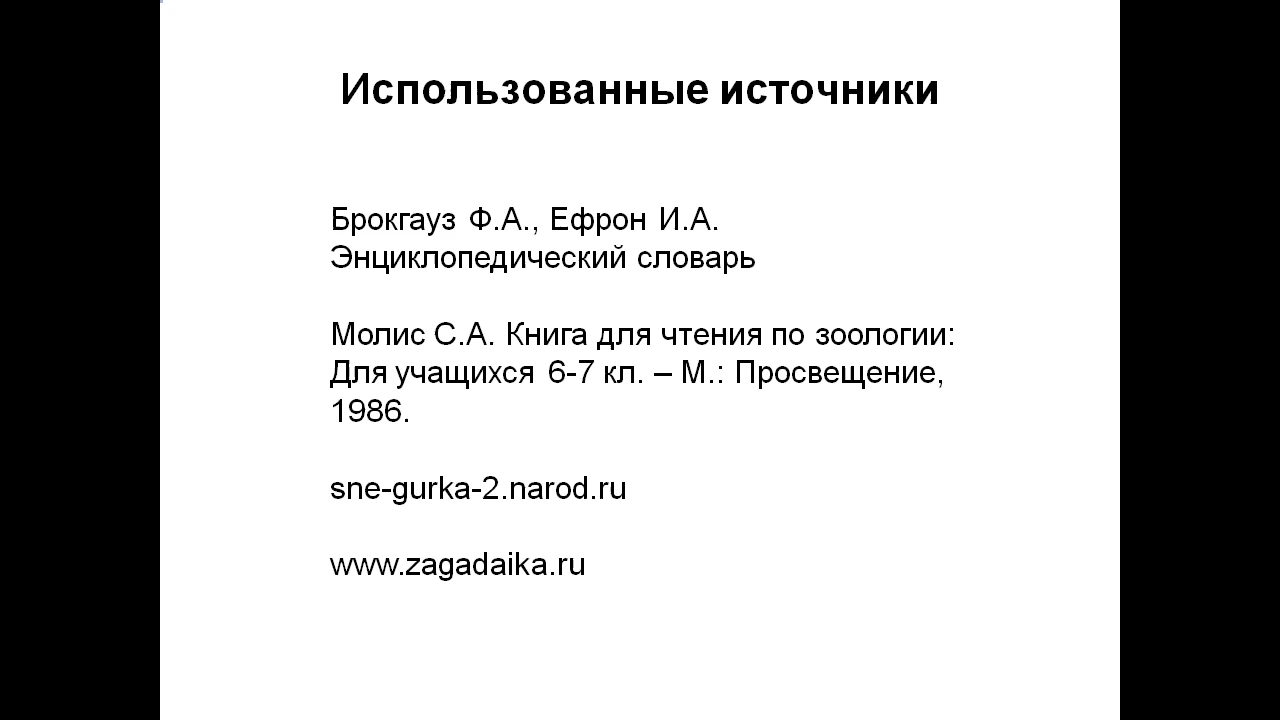 Использованные источники
Брокгауз Ф.А., Ефрон И.А.
Энциклопедический словарь
Молис С.А. Книга для чтения по зоологии:
Для учащихся 6-7 кл. – М.: Просвещение,
1986.
sne-gurka-2.narod.ru
www.zagadaika.ru